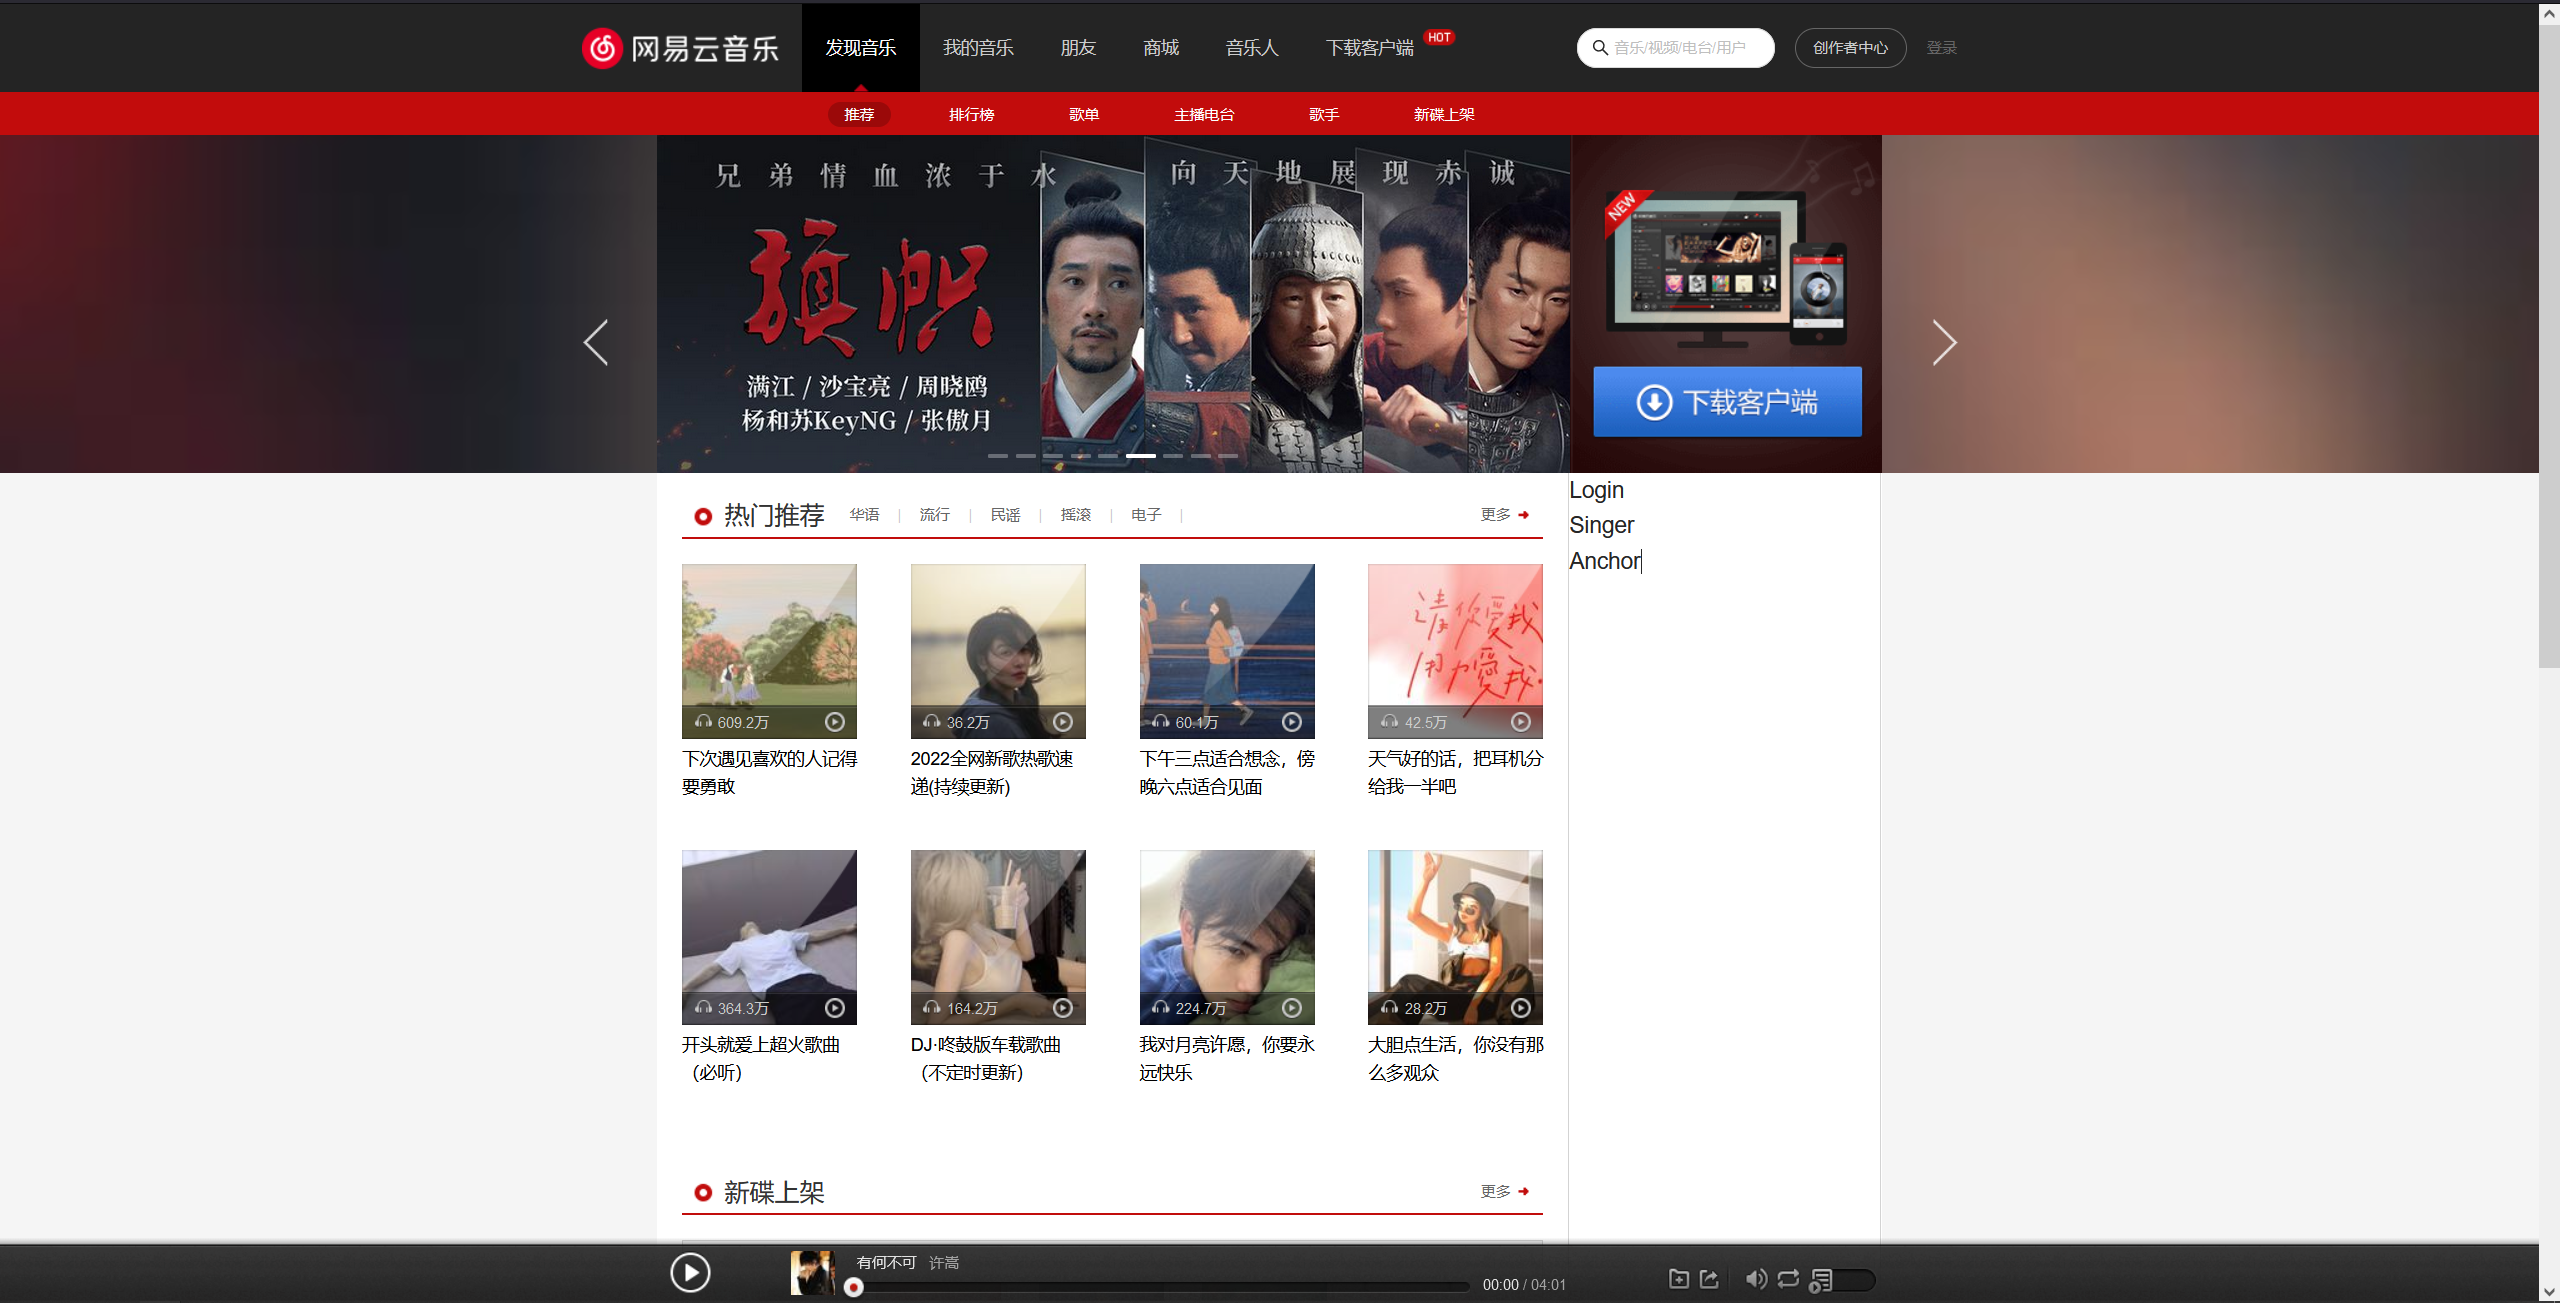 网易云音乐
发现音乐
我的音乐
朋友
商城
音乐人
下载客户端
HOT
音乐/视频/电台/用户
创作者中心
登录
推荐
排行榜
歌单
主播电台
歌手
新碟上架
兄弟情血浓于水
向天地展现赤诚
旗帜
满江 / 沙宝亮 / 周晓鸥
杨和苏KeyNG / 张傲月
NEW
下载客户端
热门推荐
华语 | 流行 | 民谣 | 摇滚 | 电子 |
更多
Login
Singer
Anchor
请你爱我
用力爱我.
609.2万
36.2万
60.1万
42.5万
下次遇见喜欢的人记得
要勇敢
2022全网新歌热歌速
递(持续更新)
下午三点适合想念，傍
晚六点适合见面
天气好的话，把耳机分
给我一半吧
364.3万
164.2万
224.7万
28.2万
开头就爱上超火歌曲
（必听）
DJ·咚鼓版车载歌曲
（不定时更新）
我对月亮许愿，你要永
远快乐
大胆点生活，你没有那
么多观众
新碟上架
更多
有何不可 许嵩
00:00 / 04:01